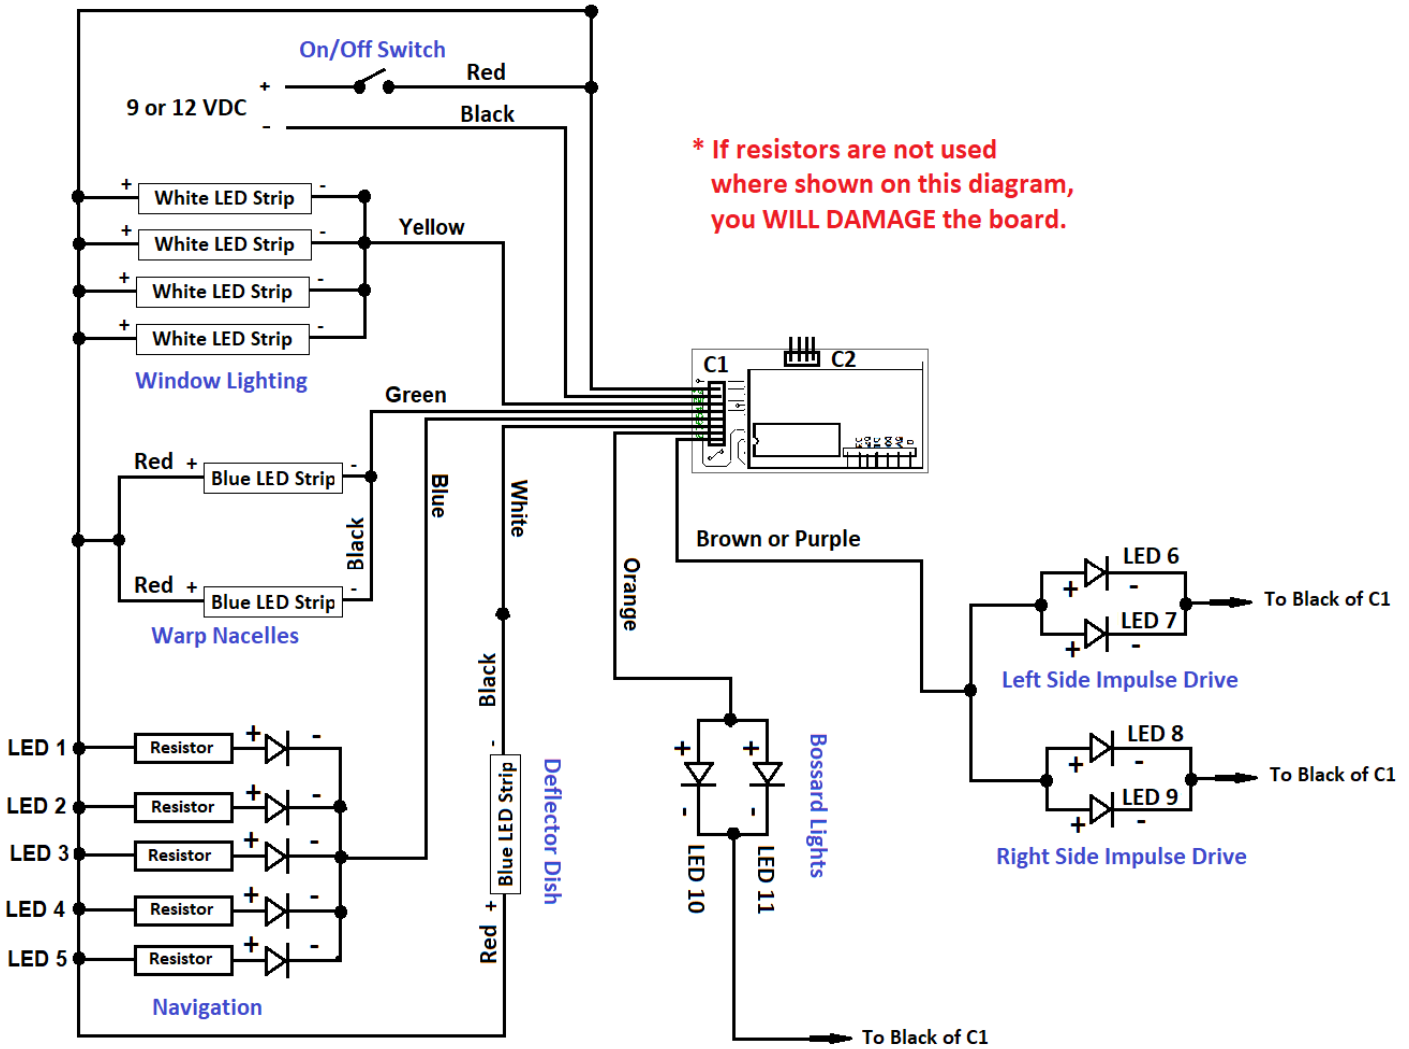 On/Off Switch
+ Red
9 or 12 VDC
- Black
* If resistors are not used
where shown on this diagram,
you WILL DAMAGE the board.
+ White LED Strip -
+ White LED Strip -
Yellow
+ White LED Strip -
+ White LED Strip -
Window Lighting
C1
C2
Green
Red + Blue LED Strip -
Black
Red + Blue LED Strip -
Warp Nacelles
Blue
White
Orange
Brown or Purple
LED 6
+ -
LED 7
+ -
To Black of C1
Left Side Impulse Drive
LED 8
+ -
LED 9
+ -
To Black of C1
Right Side Impulse Drive
Black
-
Blue LED Strip
+
Red
Deflector Dish
+ +
- -
LED 10
LED 11
Bossard Lights
To Black of C1
LED 1 Resistor + -
LED 2 Resistor + -
LED 3 Resistor + -
LED 4 Resistor + -
LED 5 Resistor + -
Navigation